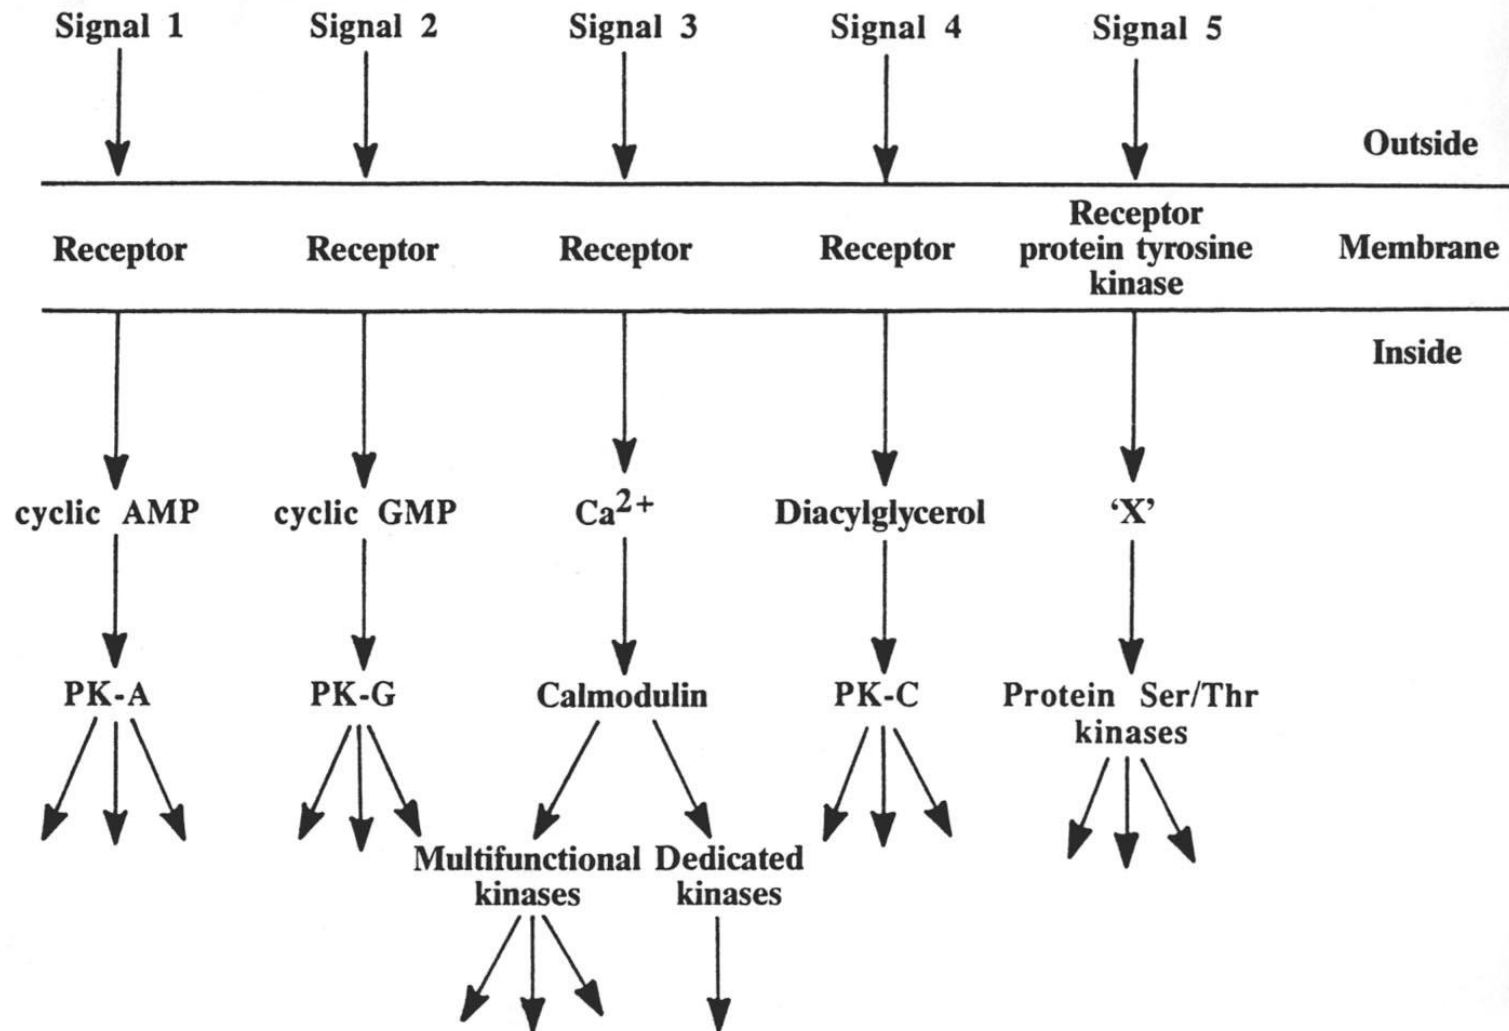 Signal 1 Signal 2 Signal 3 Signal 4 Signal 5
Outside
Receptor Receptor Receptor Receptor Receptor
protein tyrosine
kinase
Membrane
Inside
cyclic AMP cyclic GMP Ca2+ Diacylglycerol ‘X’
PK-A PK-G Calmodulin PK-C Protein Ser/Thr
kinases
Multifunctional Dedicated
kinases kinases